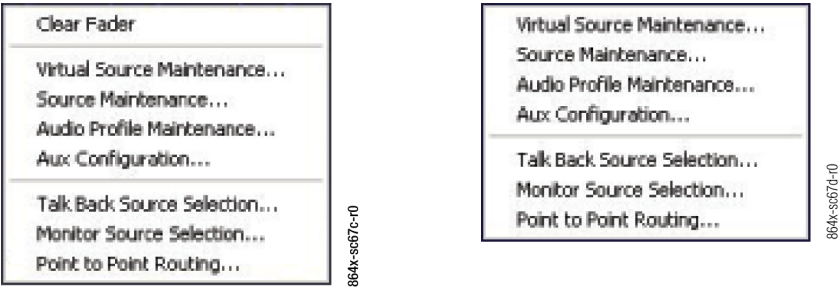 Clear Fader
Virtual Source Maintenance...
Source Maintenance...
Audio Profile Maintenance...
Aux Configuration...
Talk Back Source Selection...
Monitor Source Selection...
Point to Point Routing...
864x-sc67c-r0
Virtual Source Maintenance...
Source Maintenance...
Audio Profile Maintenance...
Aux Configuration...
Talk Back Source Selection...
Monitor Source Selection...
Point to Point Routing...
864x-sc67d-r0